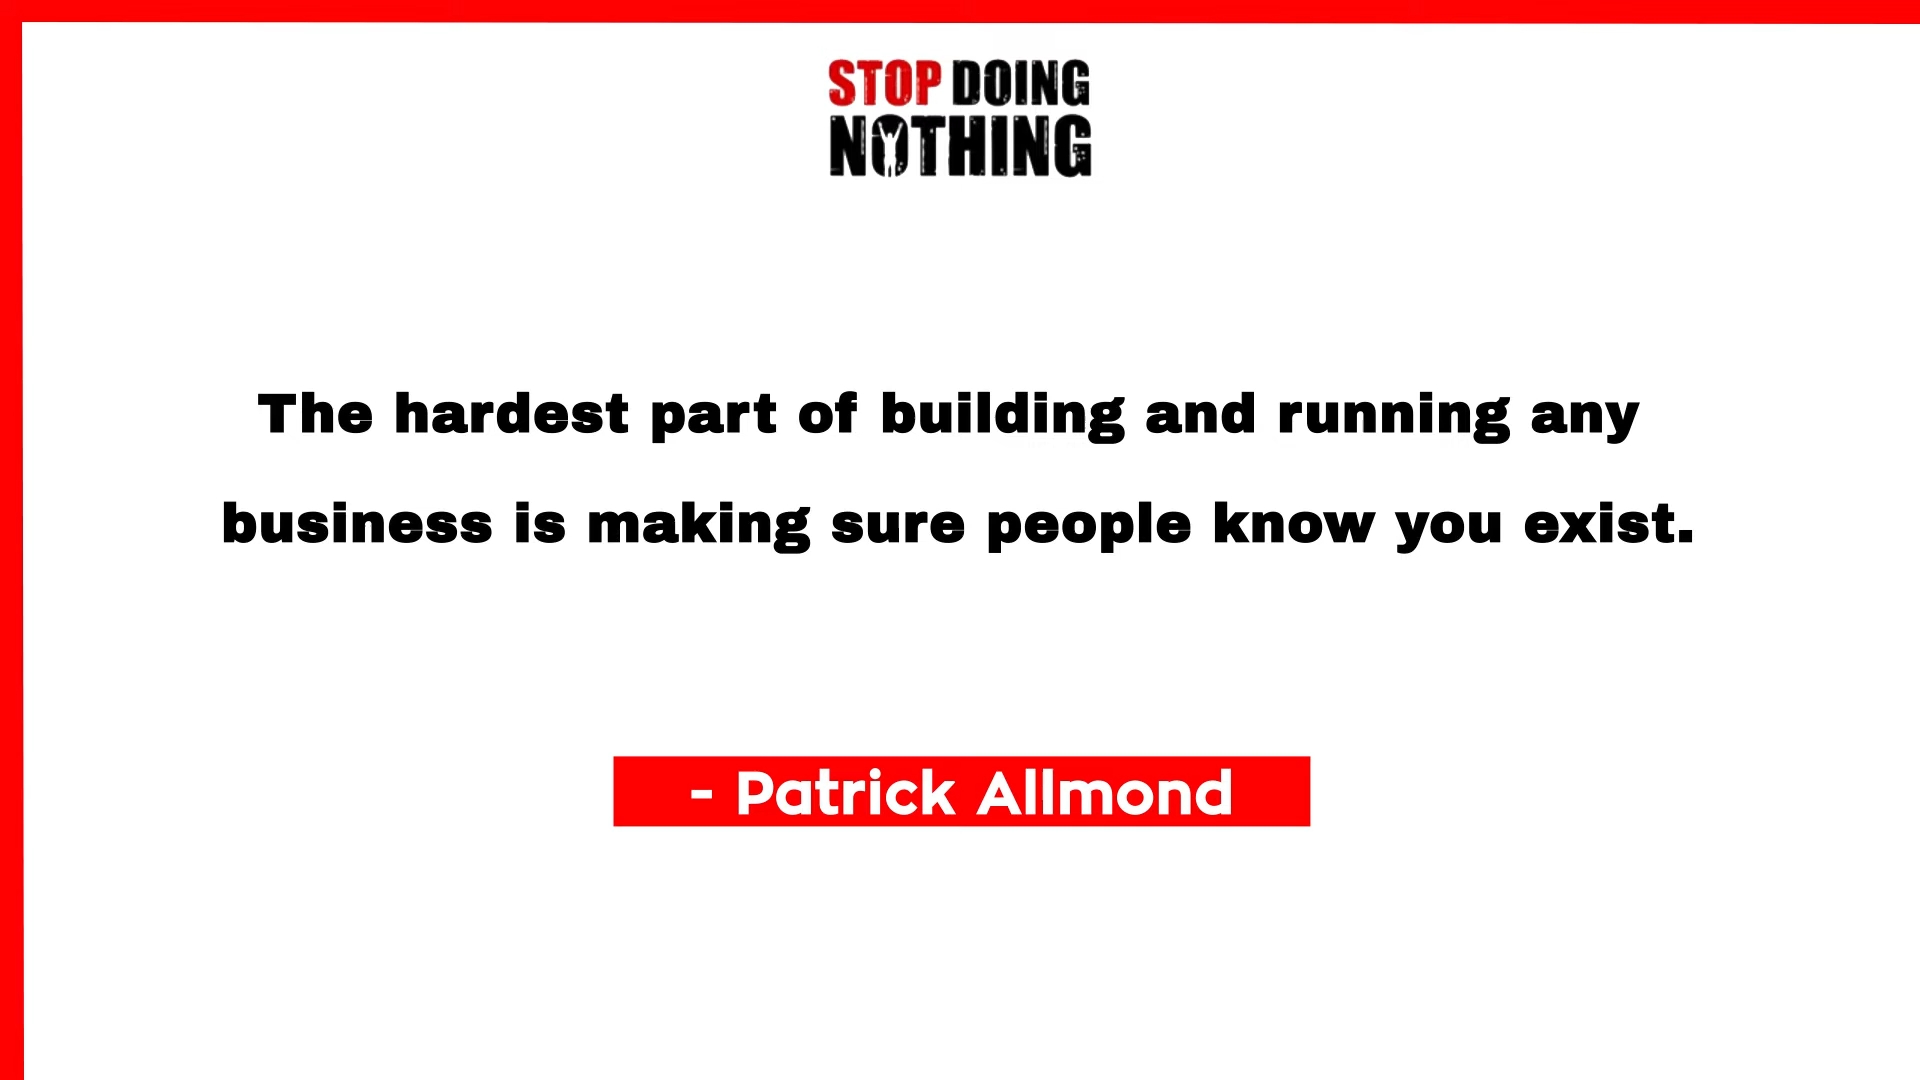 STOP DOING
NOTHING
The hardest part of building and running any
business is making sure people know you exist.
- Patrick Allmond